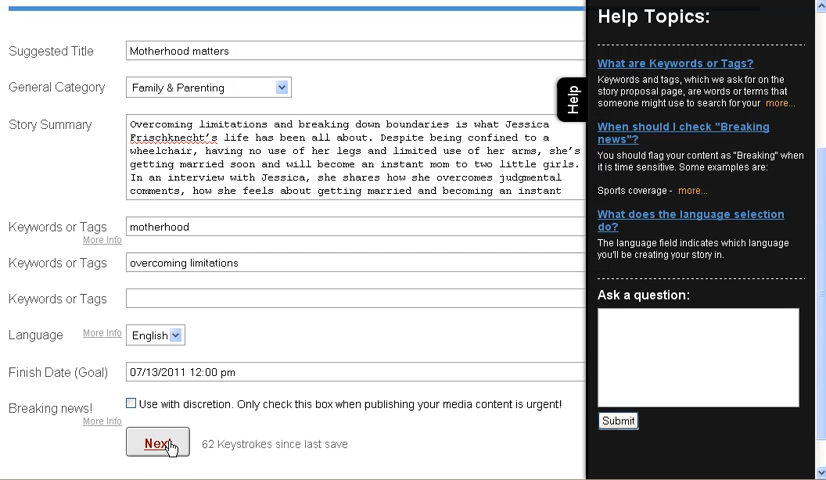 Suggested Title
Motherhood matters
General Category
Family & Parenting
Story Summary
Overcoming limitations and breaking down boundaries is what Jessica
Frischknecht's life has been all about. Despite being confined to a
wheelchair, having no use of her legs and limited use of her arms, she's
getting married soon and will become an instant mom to two little girls.
In an interview with Jessica, she shares how she overcomes judgmental
comments, how she feels about getting married and becoming an instant
Keywords or Tags
More Info
motherhood
Keywords or Tags
overcoming limitations
Keywords or Tags
Language
More Info
English
Finish Date (Goal)
07/13/2011 12:00 pm
Breaking news!
More Info
Use with discretion. Only check this box when publishing your media content is urgent!
Next
62 Keystrokes since last save
Help
Help Topics:
What are Keywords or Tags?
Keywords and tags, which we ask for on the
story proposal page, are words or terms that
someone might use to search for your more...
When should I check "Breaking
news"?
You should flag your content as "Breaking" when
it is time sensitive. Some examples are:
Sports coverage - more...
What does the language selection
do?
The language field indicates which language
you'll be creating your story in.
Ask a question:
Submit